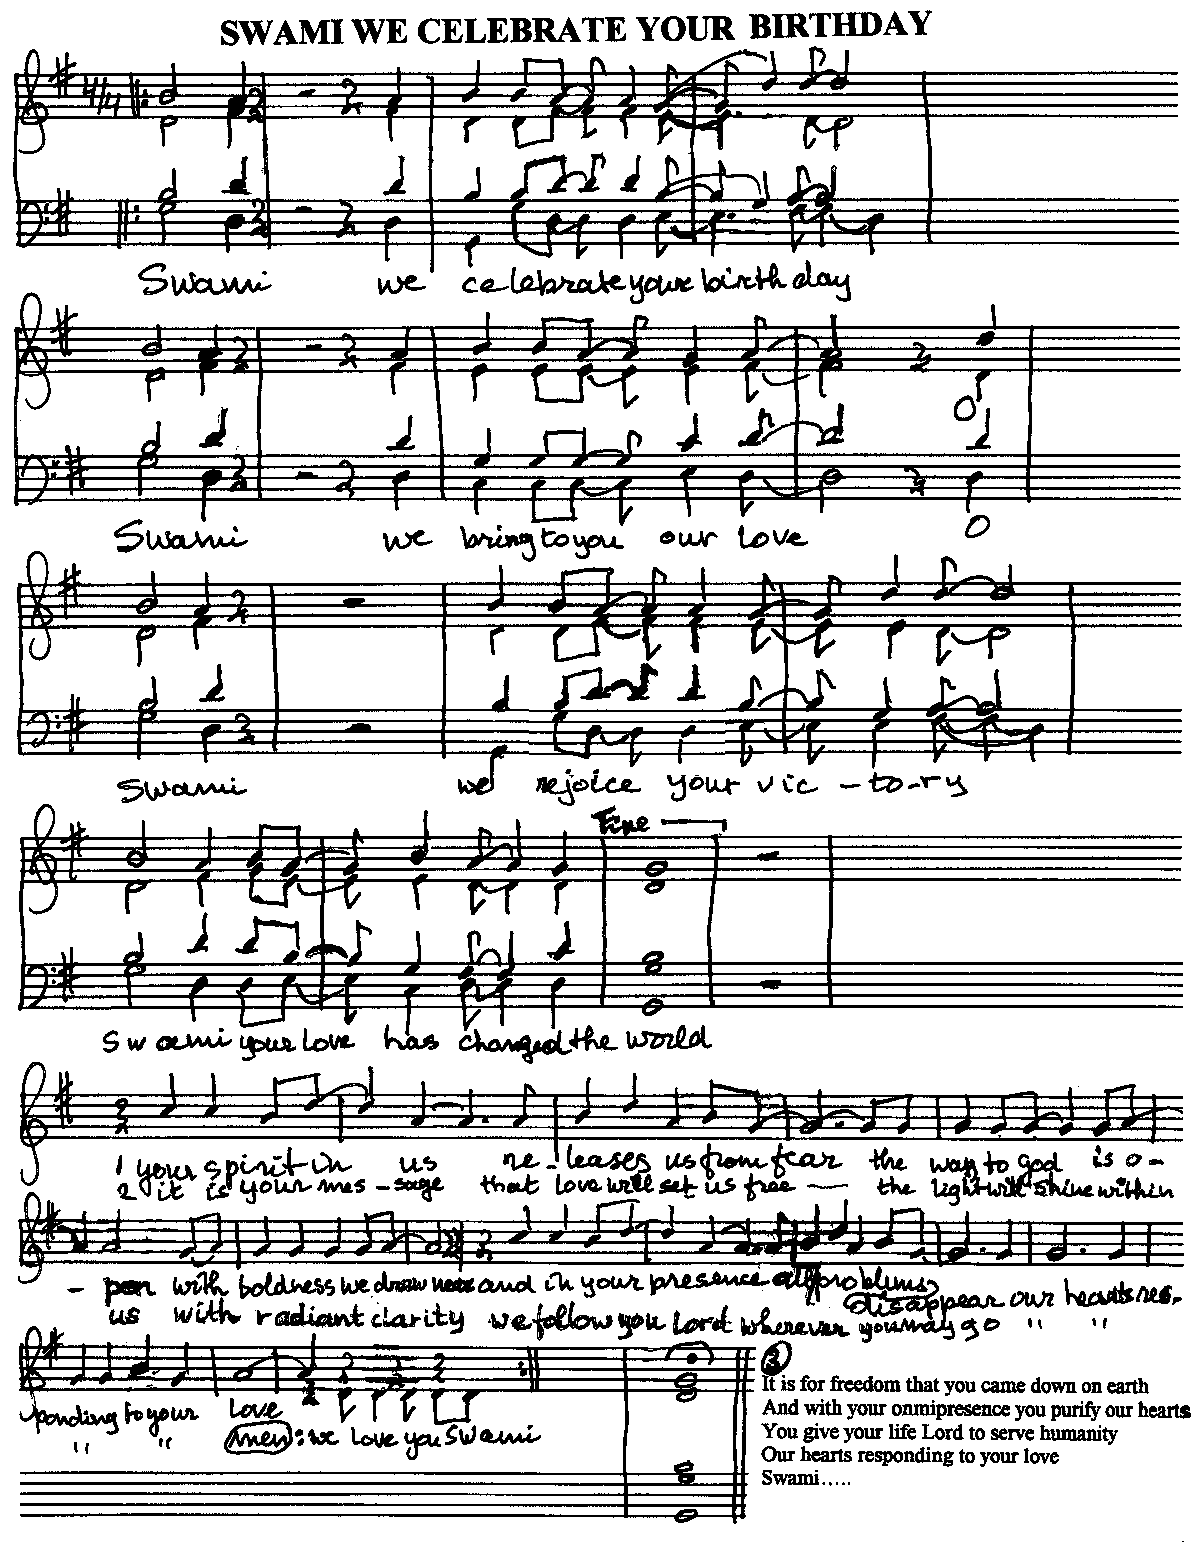 SWAMI WE CELEBRATE YOUR BIRTHDAY
4/4
Swami we celebrate your birthday
Swami we bring to you our love
Swami we rejoice your vic - to - ry
Fine
Swami your love has changed the world
1 your spirit in us re - leases us from fear the way to god is o -
2 it is your mes - sage that love will set us free — the light will shine within
- pen with boldness we draw near and in your presence all problems disappear our hearts res -
us with radiant clarity we follow you Lord wherever you may go " "
ponding to your love
" " men: we love you Swami
3
It is for freedom that you came down on earth
And with your onmipresence you purify our hearts
You give your life Lord to serve humanity
Our hearts responding to your love
Swami.....